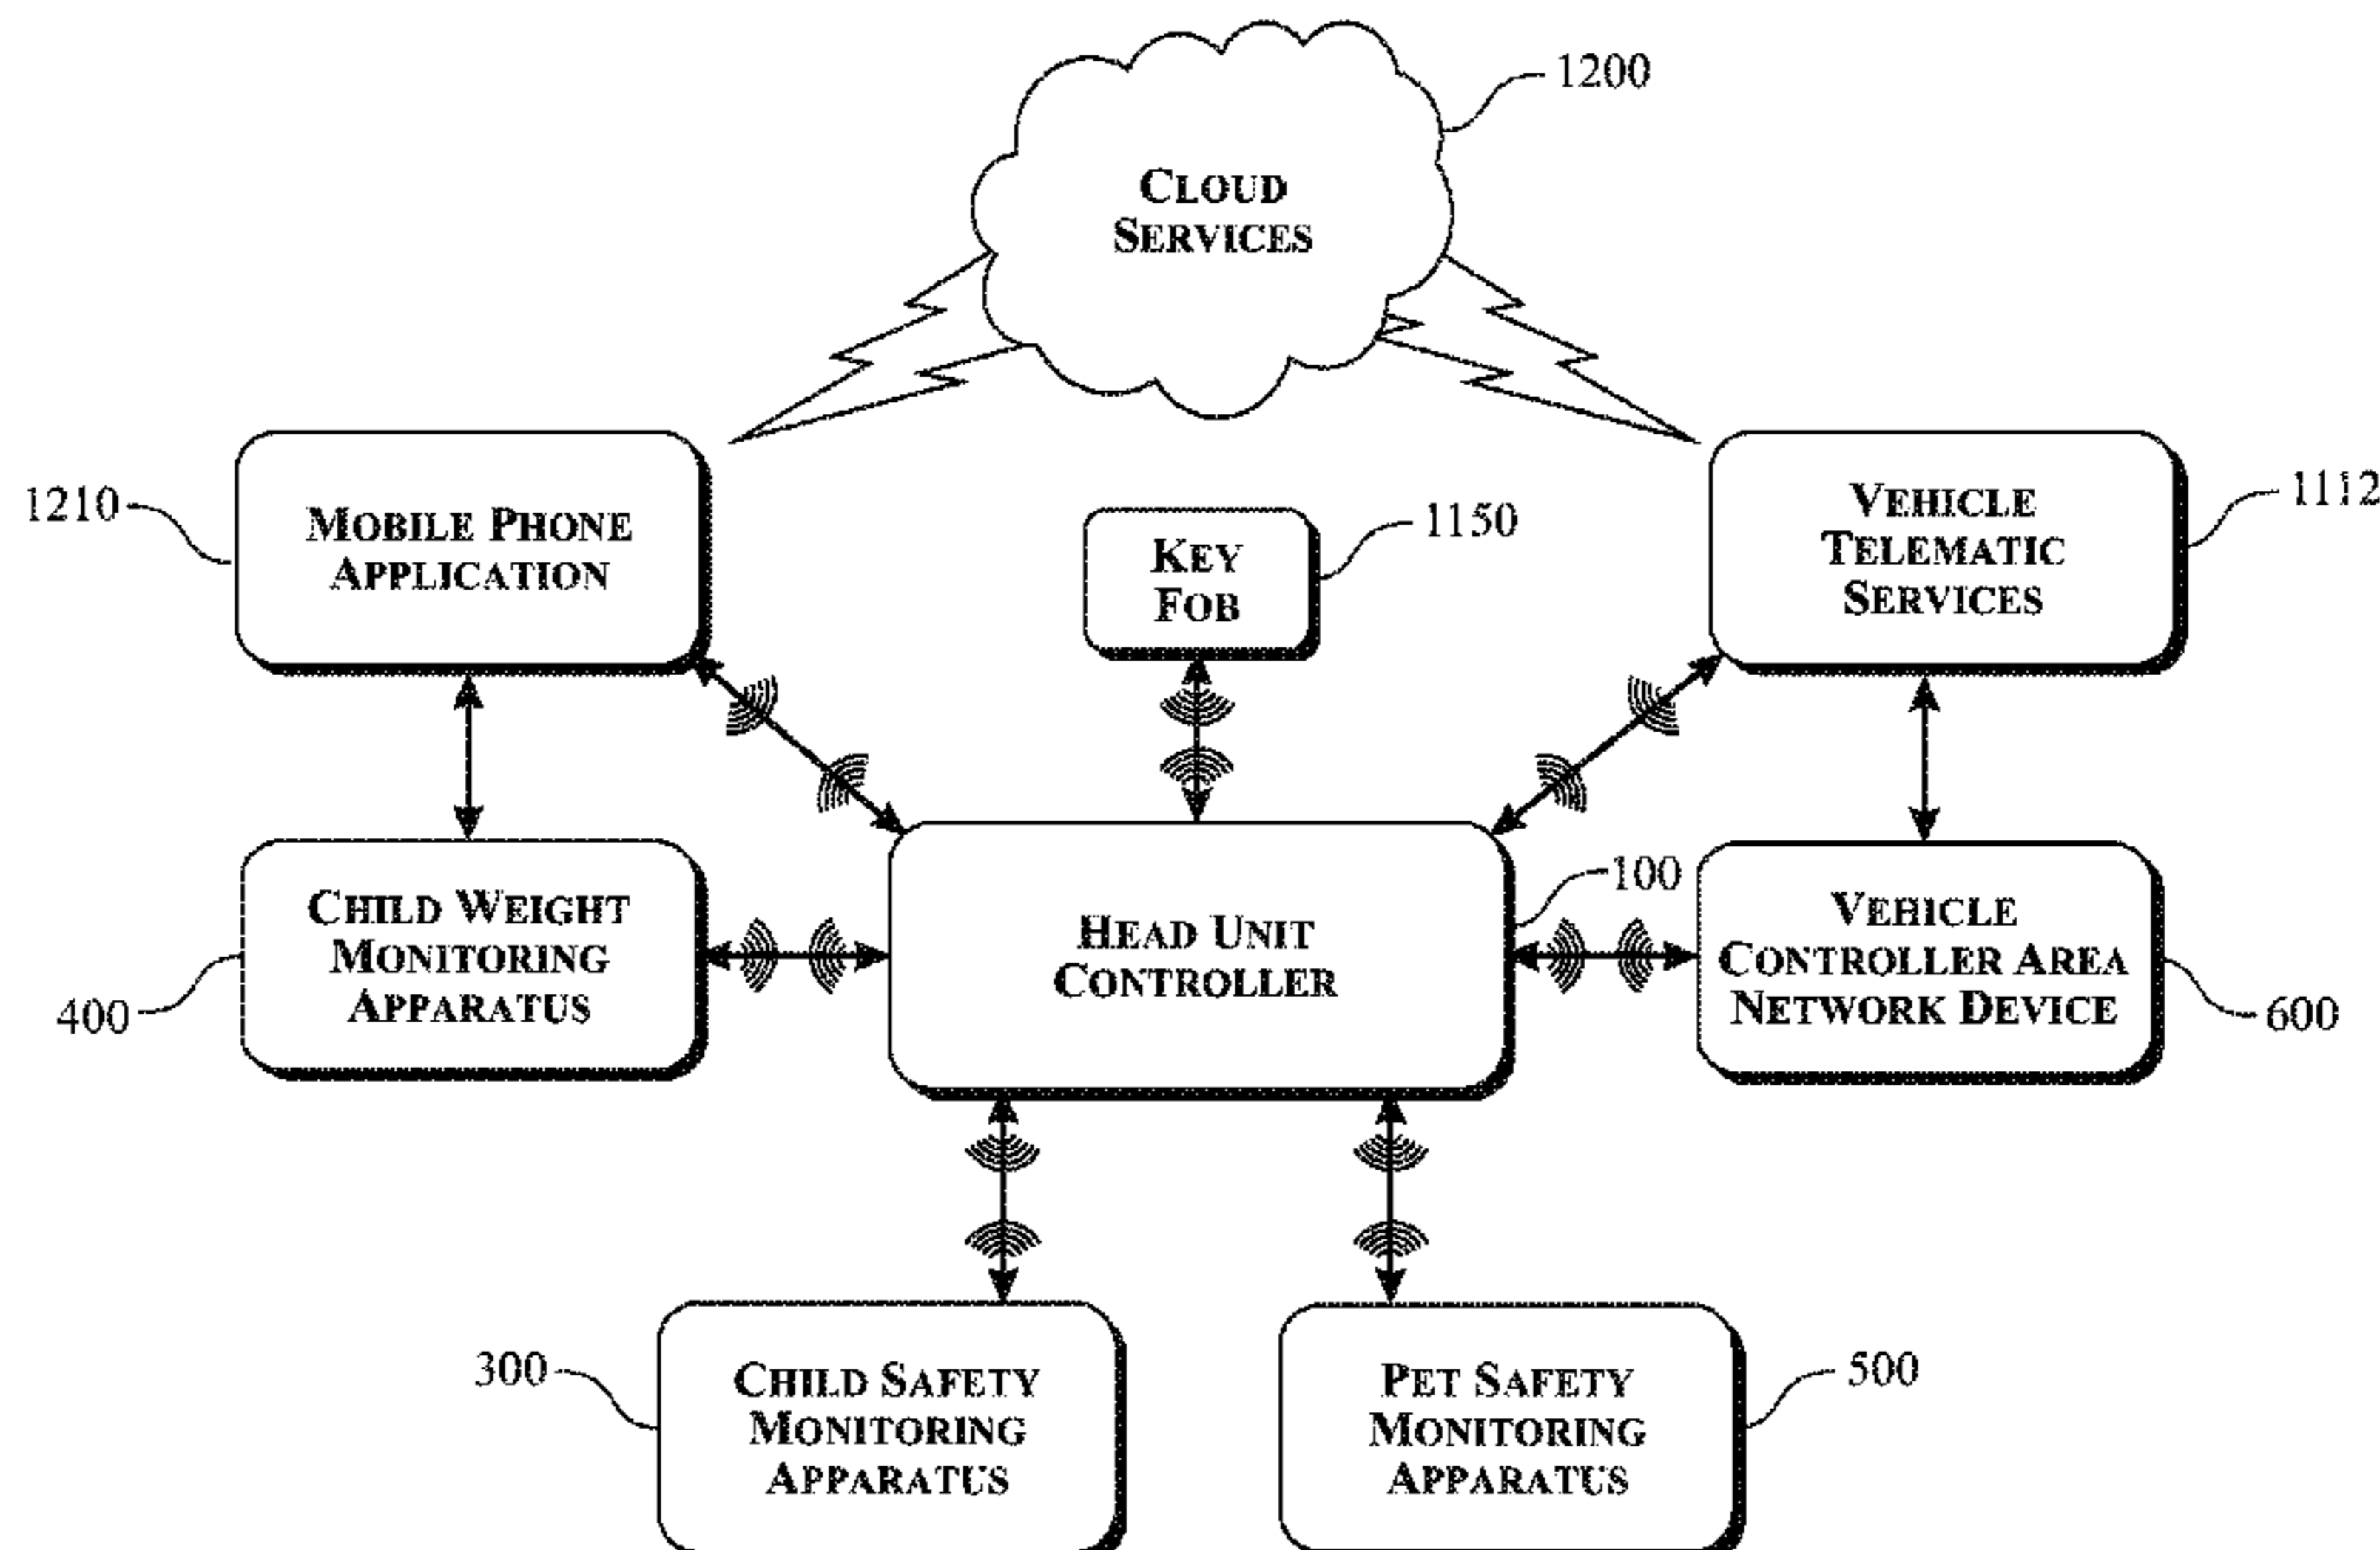 1200
CLOUD
SERVICES
1210
MOBILE PHONE
APPLICATION
KEY
FOB
1150
VEHICLE
TELEMATIC
SERVICES
1112
400
CHILD WEIGHT
MONITORING
APPARATUS
HEAD UNIT
CONTROLLER
100
VEHICLE
CONTROLLER AREA
NETWORK DEVICE
600
300
CHILD SAFETY
MONITORING
APPARATUS
PET SAFETY
MONITORING
APPARATUS
500